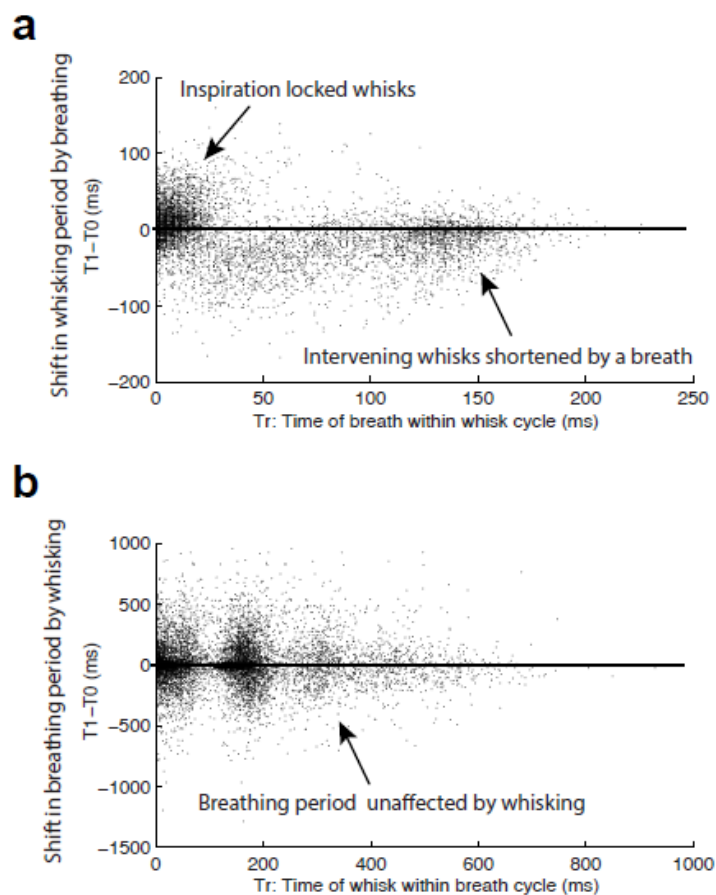 a
Shift in whisking period by breathing
T1−T0 (ms)
200
100
0
−100
−200
Inspiration locked whisks
Intervening whisks shortened by a breath
0
50
100
150
200
250
Tr: Time of breath within whisk cycle (ms)
b
Shift in breathing period by whisking
T1−T0 (ms)
1000
500
0
−500
−1000
−1500
Breathing period unaffected by whisking
0
200
400
600
800
1000
Tr: Time of whisk within breath cycle (ms)